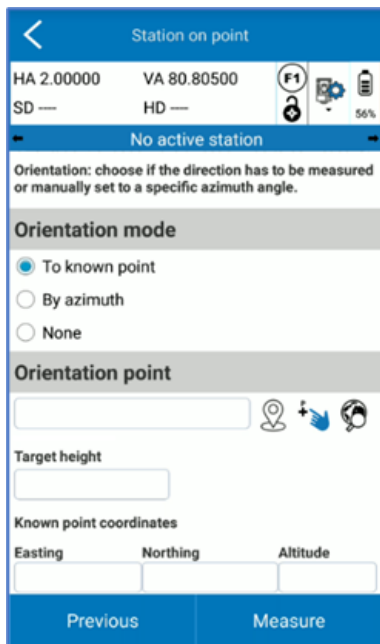 Station on point
HA 2.00000 VA 80.80500
F1
SD ---- HD ----
56%
No active station
Orientation: choose if the direction has to be measured
or manually set to a specific azimuth angle.
Orientation mode
To known point
By azimuth
None
Orientation point
P
Target height
Known point coordinates
Easting Northing Altitude
Previous Measure